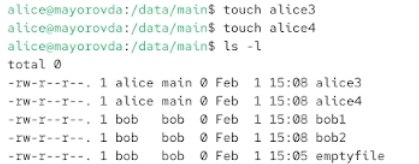 alice@mayorovda:/data/main$ touch alice3
alice@mayorovda:/data/main$ touch alice4
alice@mayorovda:/data/main$ ls -l
total 0
-rw-r--r--. 1 alice main 0 Feb  1 15:08 alice3
-rw-r--r--. 1 alice main 0 Feb  1 15:08 alice4
-rw-r--r--. 1 bob   bob  0 Feb  1 15:08 bob1
-rw-r--r--. 1 bob   bob  0 Feb  1 15:08 bob2
-rw-r--r--. 1 bob   bob  0 Feb  1 15:05 emptyfile